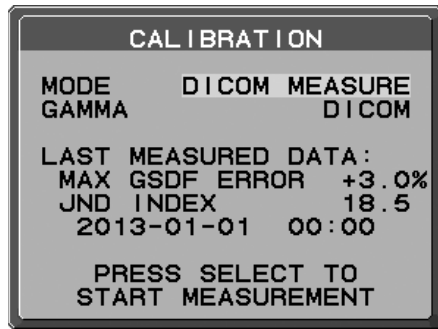 CALIBRATION
MODE DICOM MEASURE
GAMMA DICOM
LAST MEASURED DATA:
MAX GSDF ERROR +3.0%
JND INDEX 18.5
2013-01-01 00:00
PRESS SELECT TO
START MEASUREMENT